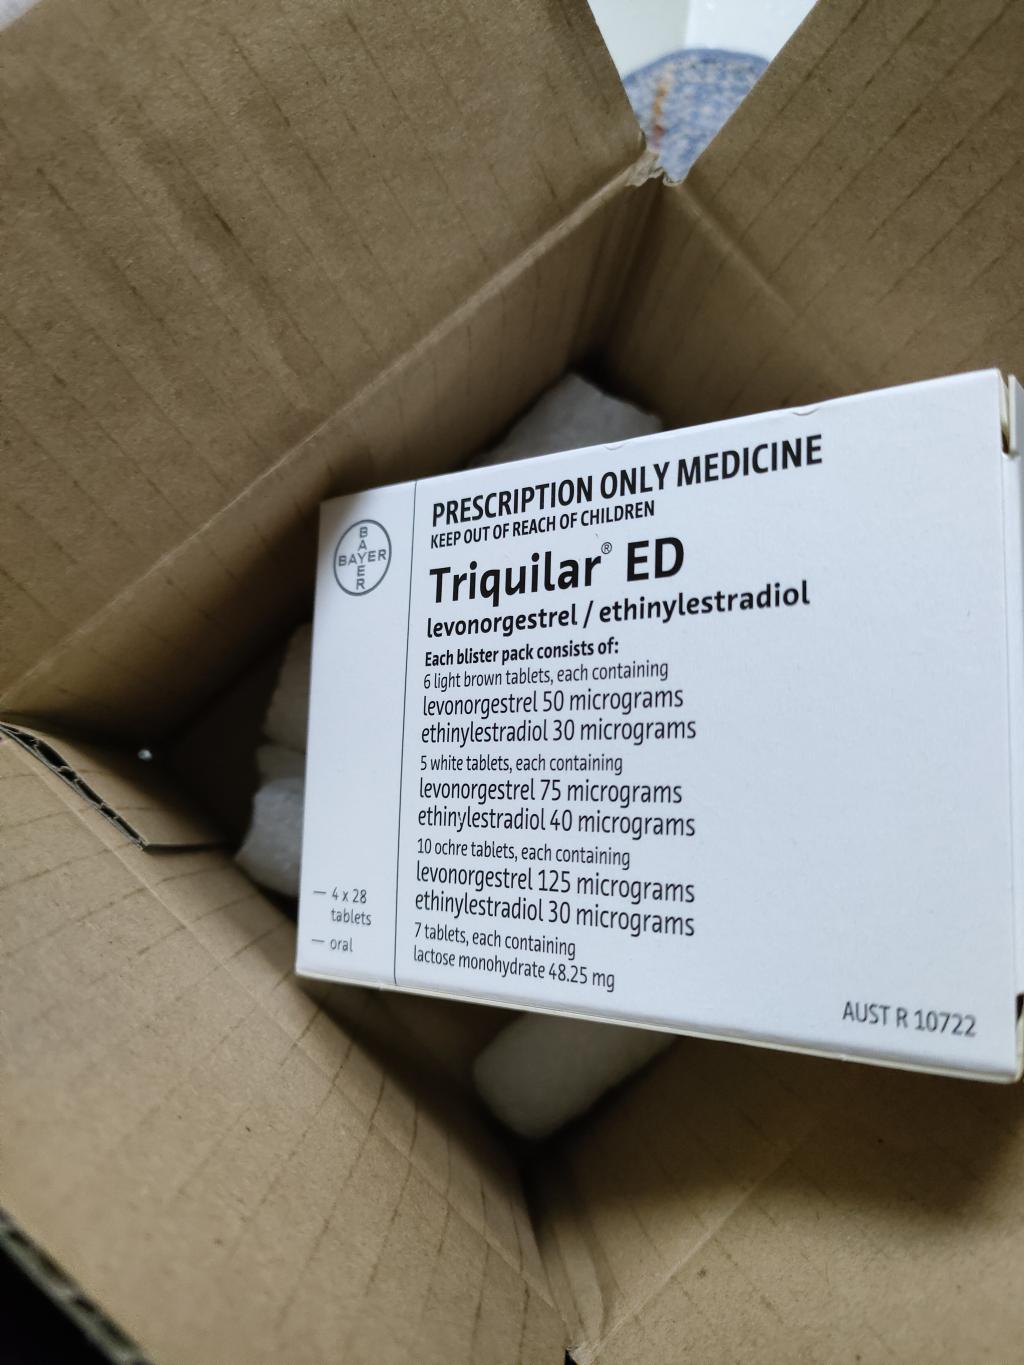 BAYER
BAYER
PRESCRIPTION ONLY MEDICINE
KEEP OUT OF REACH OF CHILDREN
Triquilar® ED
levonorgestrel / ethinylestradiol
Each blister pack consists of:
6 light brown tablets, each containing
levonorgestrel 50 micrograms
ethinylestradiol 30 micrograms
5 white tablets, each containing
levonorgestrel 75 micrograms
ethinylestradiol 40 micrograms
10 ochre tablets, each containing
levonorgestrel 125 micrograms
ethinylestradiol 30 micrograms
7 tablets, each containing
lactose monohydrate 48.25 mg
— 4 x 28
tablets
— oral
AUST R 10722